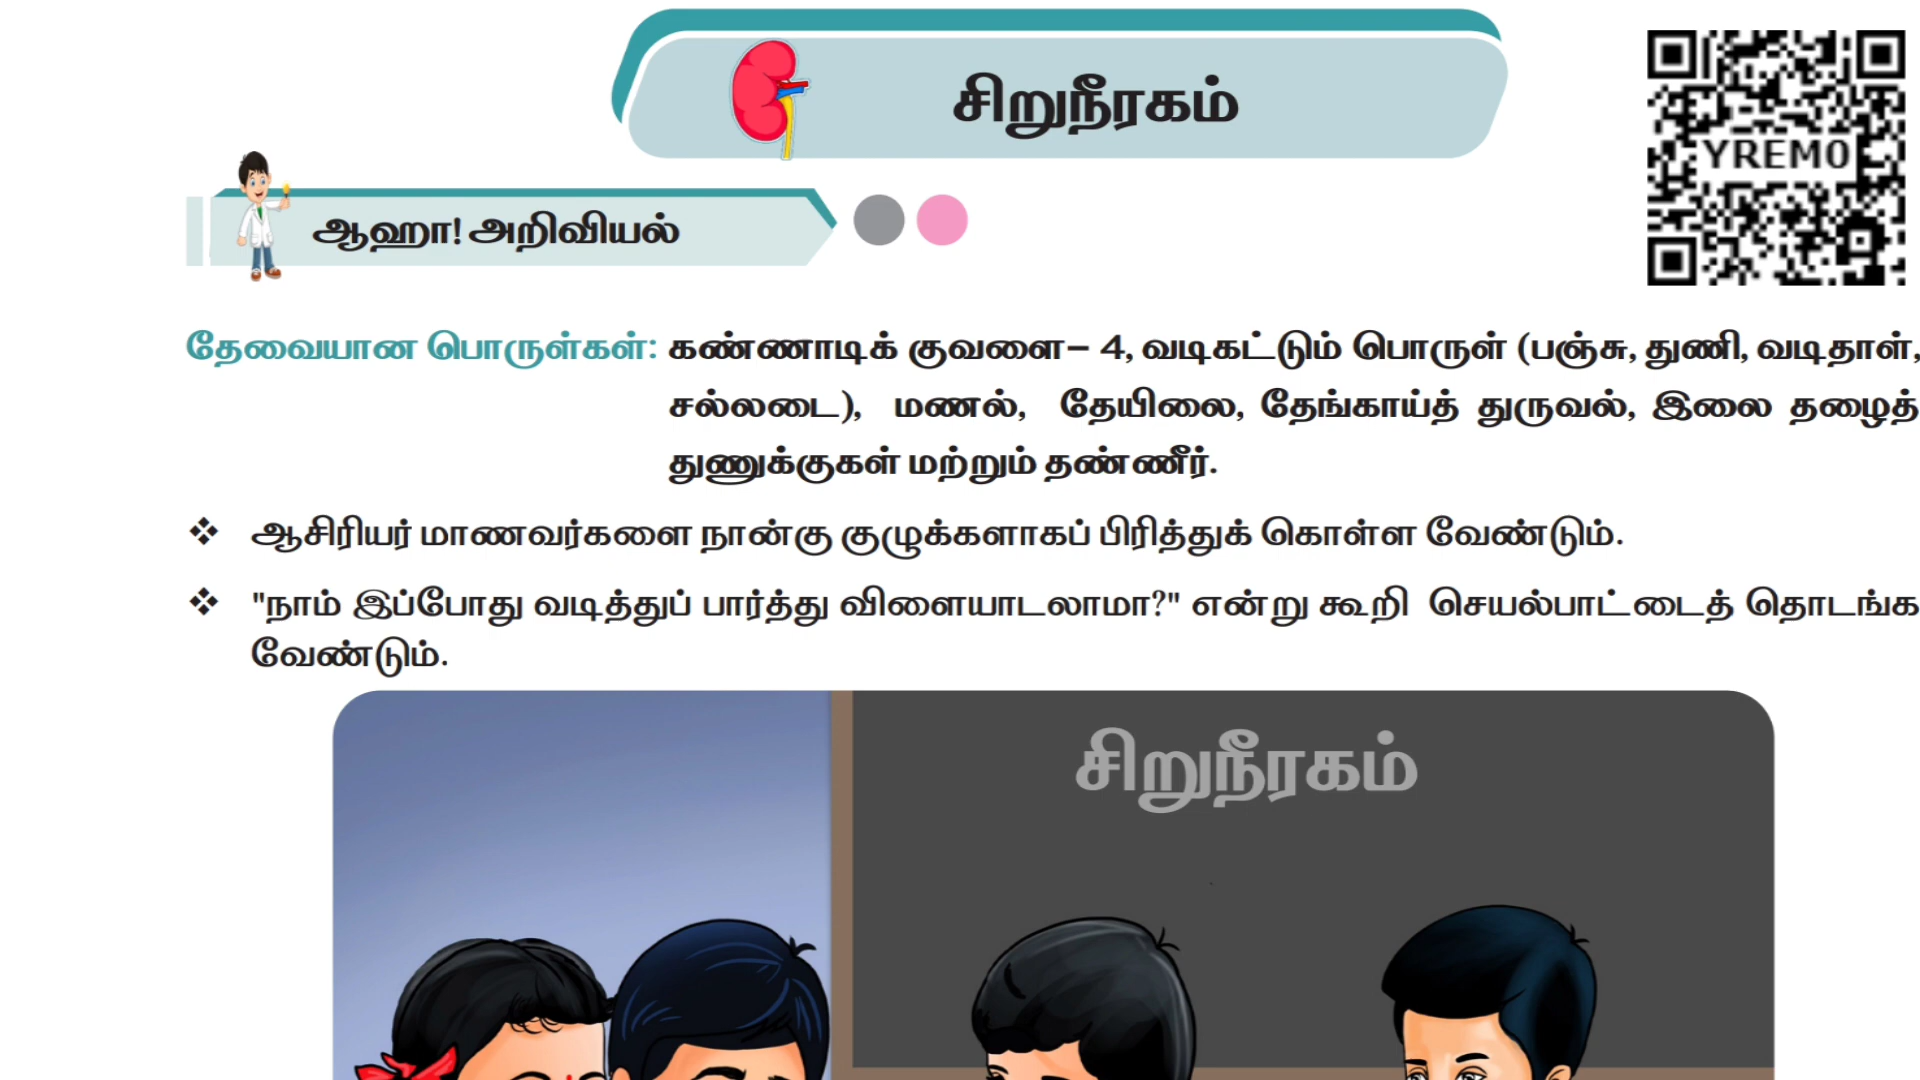 சிறுநீரகம்
YREMO
ஆஹா! அறிவியல்
தேவையான பொருள்கள்: கண்ணாடிக் குவளை– 4, வடிகட்டும் பொருள் (பஞ்சு, துணி, வடிதாள்,
சல்லடை), மணல், தேயிலை, தேங்காய்த் துருவல், இலை தழைத்
துணுக்குகள் மற்றும் தண்ணீர்.
❖ ஆசிரியர் மாணவர்களை நான்கு குழுக்களாகப் பிரித்துக் கொள்ள வேண்டும்.
❖ "நாம் இப்போது வடித்துப் பார்த்து விளையாடலாமா?" என்று கூறி செயல்பாட்டைத் தொடங்க
வேண்டும்.
சிறுநீரகம்